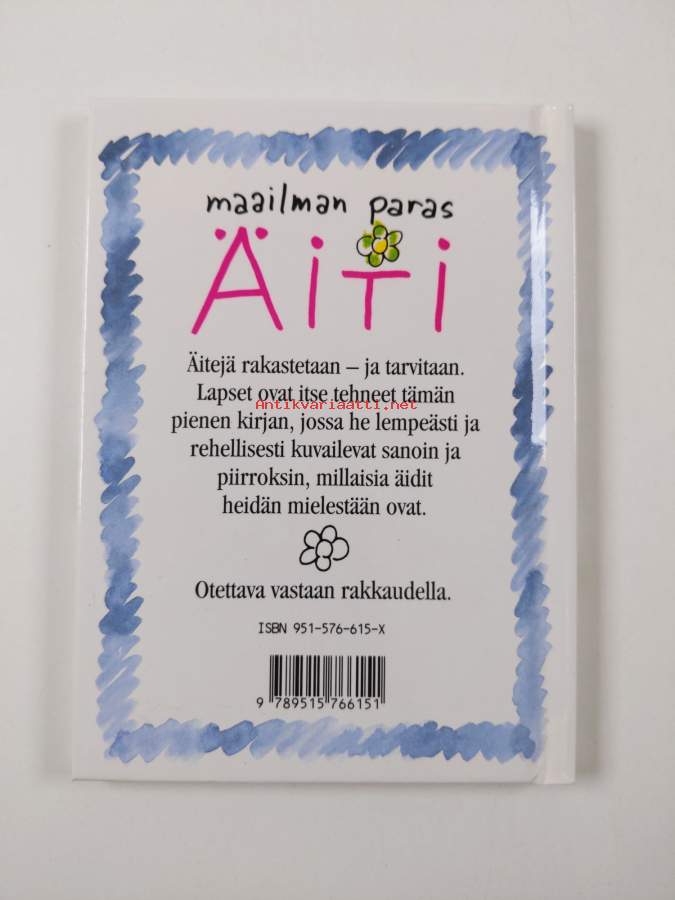 maailman paras
ÄiTi
Äitejä rakastetaan – ja tarvitaan.
Lapset ovat itse tehneet tämän
Antikvariaatti.net
pienen kirjan, jossa he lempeästi ja
rehellisesti kuvailevat sanoin ja
piirroksin, millaisia äidit
heidän mielestään ovat.
Otettava vastaan rakkaudella.
ISBN 951-576-615-X
9 789515 766151